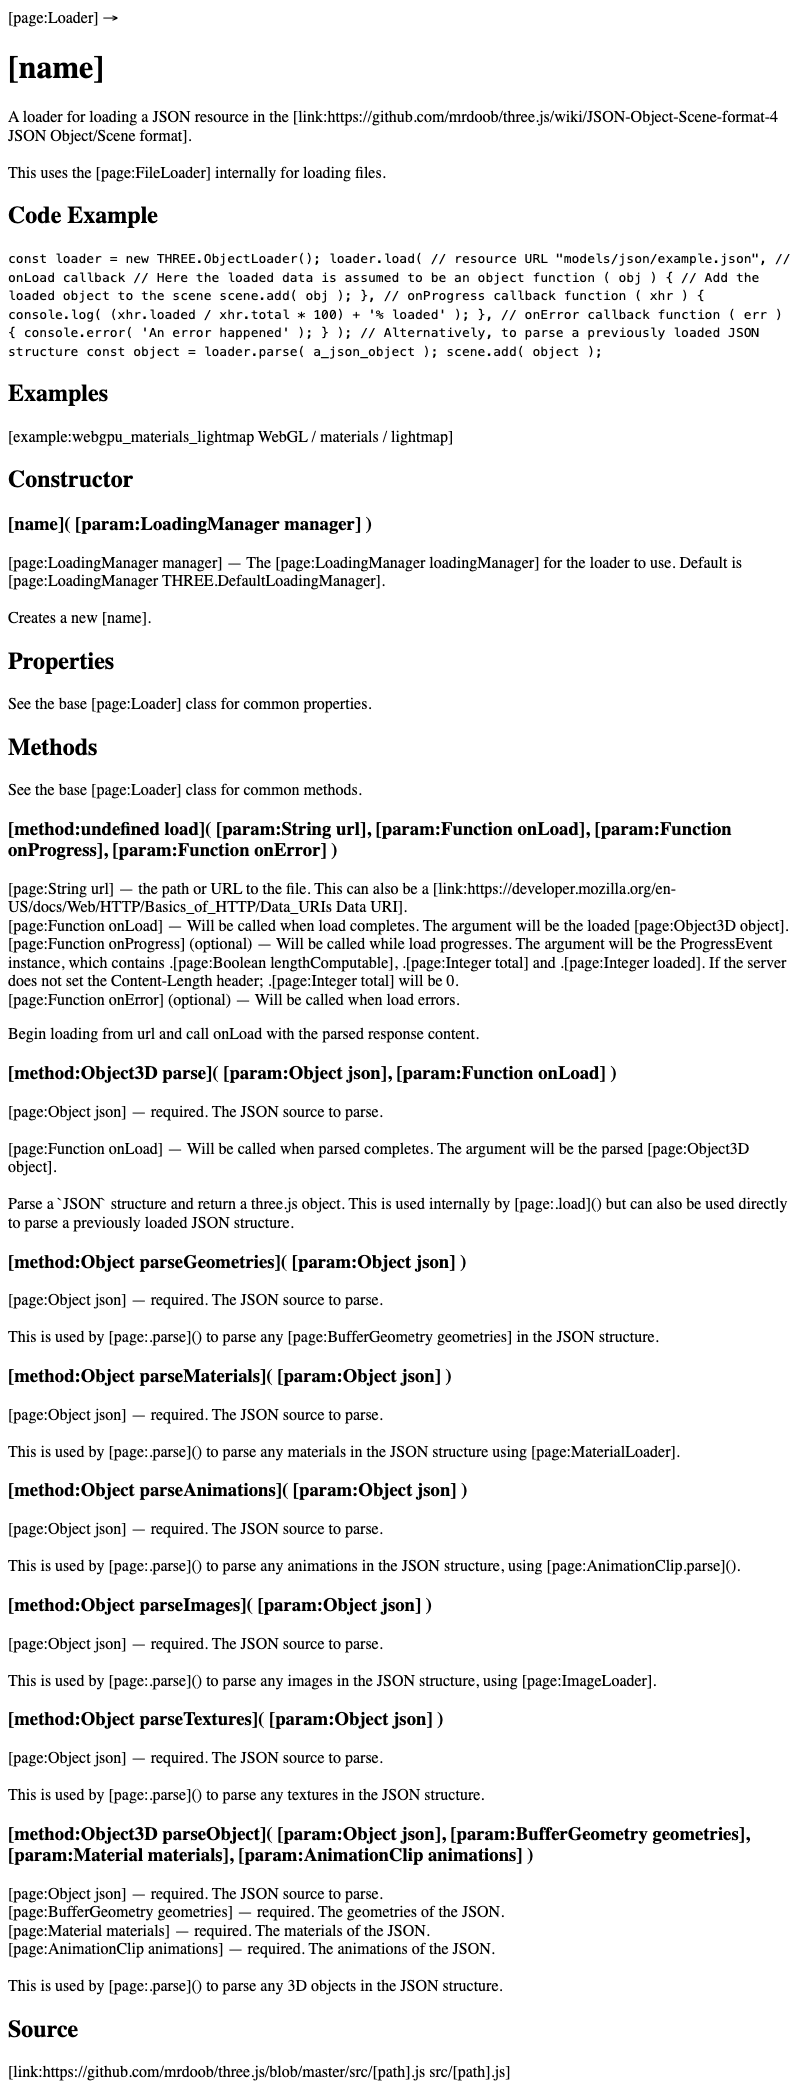 [page:Loader] →
[name]
A loader for loading a JSON resource in the [link:https://github.com/mrdoob/three.js/wiki/JSON-Object-Scene-format-4
JSON Object/Scene format].
This uses the [page:FileLoader] internally for loading files.
Code Example
const loader = new THREE.ObjectLoader(); loader.load( // resource URL "models/json/example.json", //
onLoad callback // Here the loaded data is assumed to be an object function ( obj ) { // Add the
loaded object to the scene scene.add( obj ); }, // onProgress callback function ( xhr ) {
console.log( (xhr.loaded / xhr.total * 100) + '% loaded' ); }, // onError callback function ( err )
{ console.error( 'An error happened' ); } ); // Alternatively, to parse a previously loaded JSON
structure const object = loader.parse( a_json_object ); scene.add( object );
Examples
[example:webgpu_materials_lightmap WebGL / materials / lightmap]
Constructor
[name]( [param:LoadingManager manager] )
[page:LoadingManager manager] — The [page:LoadingManager loadingManager] for the loader to use. Default is
[page:LoadingManager THREE.DefaultLoadingManager].
Creates a new [name].
Properties
See the base [page:Loader] class for common properties.
Methods
See the base [page:Loader] class for common methods.
[method:undefined load]( [param:String url], [param:Function onLoad], [param:Function
onProgress], [param:Function onError] )
[page:String url] — the path or URL to the file. This can also be a [link:https://developer.mozilla.org/en-
US/docs/Web/HTTP/Basics_of_HTTP/Data_URIs Data URI].
[page:Function onLoad] — Will be called when load completes. The argument will be the loaded [page:Object3D object].
[page:Function onProgress] (optional) — Will be called while load progresses. The argument will be the ProgressEvent
instance, which contains .[page:Boolean lengthComputable], .[page:Integer total] and .[page:Integer loaded]. If the server
does not set the Content-Length header; .[page:Integer total] will be 0.
[page:Function onError] (optional) — Will be called when load errors.
Begin loading from url and call onLoad with the parsed response content.
[method:Object3D parse]( [param:Object json], [param:Function onLoad] )
[page:Object json] — required. The JSON source to parse.
[page:Function onLoad] — Will be called when parsed completes. The argument will be the parsed [page:Object3D
object].
Parse a `JSON` structure and return a three.js object. This is used internally by [page:.load]() but can also be used directly
to parse a previously loaded JSON structure.
[method:Object parseGeometries]( [param:Object json] )
[page:Object json] — required. The JSON source to parse.
This is used by [page:.parse]() to parse any [page:BufferGeometry geometries] in the JSON structure.
[method:Object parseMaterials]( [param:Object json] )
[page:Object json] — required. The JSON source to parse.
This is used by [page:.parse]() to parse any materials in the JSON structure using [page:MaterialLoader].
[method:Object parseAnimations]( [param:Object json] )
[page:Object json] — required. The JSON source to parse.
This is used by [page:.parse]() to parse any animations in the JSON structure, using [page:AnimationClip.parse]().
[method:Object parseImages]( [param:Object json] )
[page:Object json] — required. The JSON source to parse.
This is used by [page:.parse]() to parse any images in the JSON structure, using [page:ImageLoader].
[method:Object parseTextures]( [param:Object json] )
[page:Object json] — required. The JSON source to parse.
This is used by [page:.parse]() to parse any textures in the JSON structure.
[method:Object3D parseObject]( [param:Object json], [param:BufferGeometry geometries],
[param:Material materials], [param:AnimationClip animations] )
[page:Object json] — required. The JSON source to parse.
[page:BufferGeometry geometries] — required. The geometries of the JSON.
[page:Material materials] — required. The materials of the JSON.
[page:AnimationClip animations] — required. The animations of the JSON.
This is used by [page:.parse]() to parse any 3D objects in the JSON structure.
Source
[link:https://github.com/mrdoob/three.js/blob/master/src/[path].js src/[path].js]